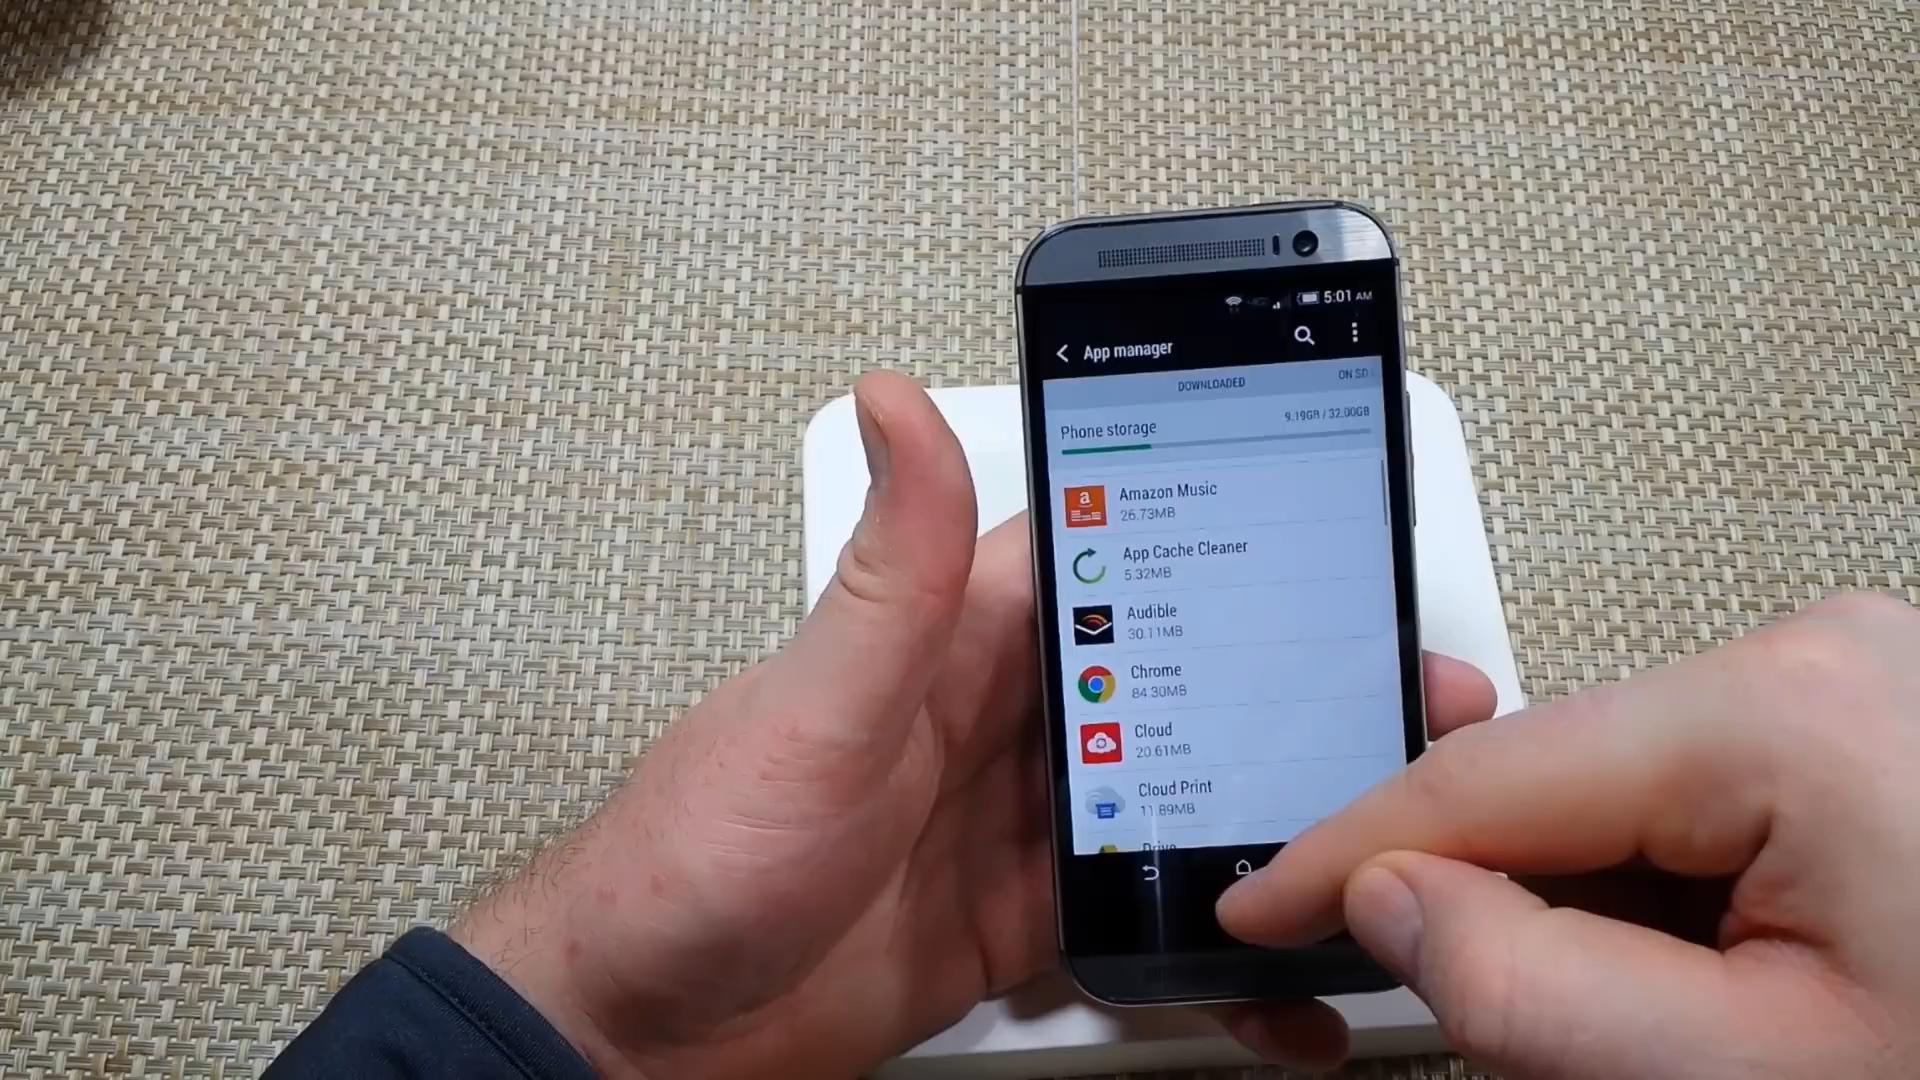 5:01 AM
App manager
DOWNLOADED
ON SD
Phone storage
9.19GB / 32.00GB
Amazon Music
26.73MB
App Cache Cleaner
5.32MB
Audible
30.11MB
Chrome
84.30MB
Cloud
20.61MB
Cloud Print
11.89MB
Drive